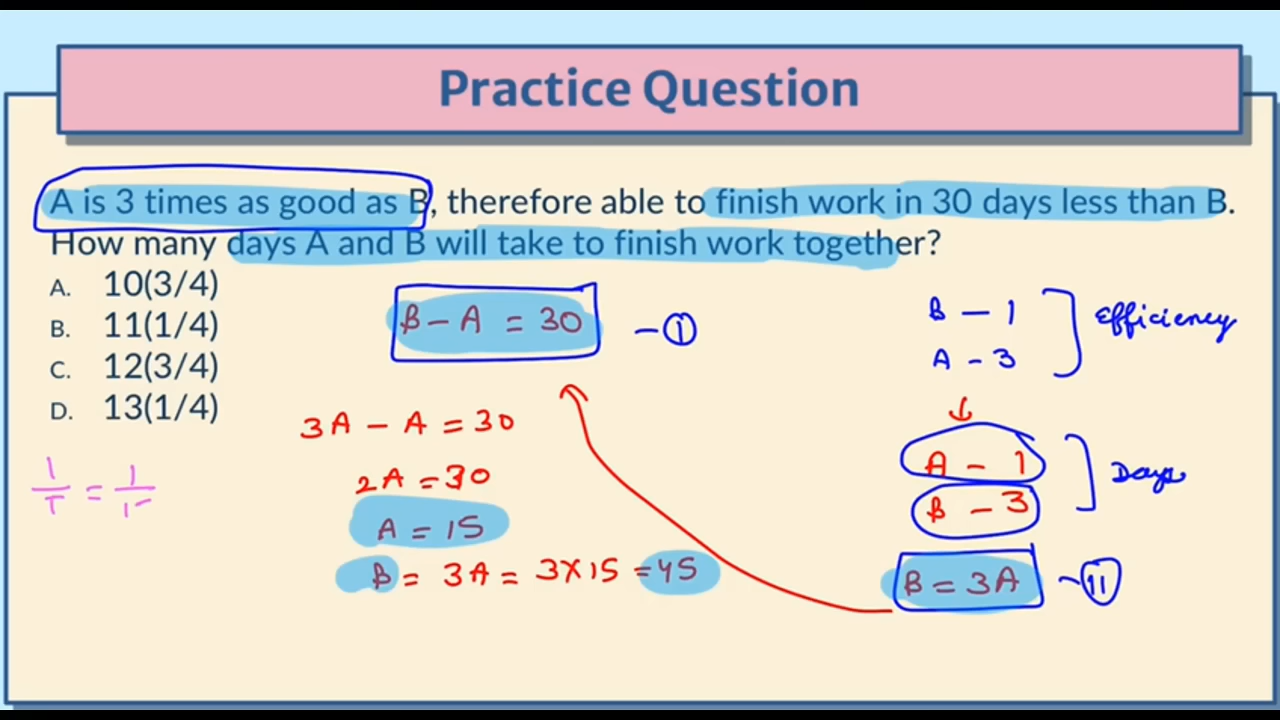 Practice Question
A is 3 times as good as B, therefore able to finish work in 30 days less than B.
How many days A and B will take to finish work together?
A. 10(3/4)
B. 11(1/4)
C. 12(3/4)
D. 13(1/4)
B - A = 30 - ①
3A - A = 30
2A = 30
A = 15
B = 3A = 3X15 = 45
B - 1
A - 3
Efficiency
A - 1
B - 3
Days
B = 3A - ⑪
1/T = 1/15